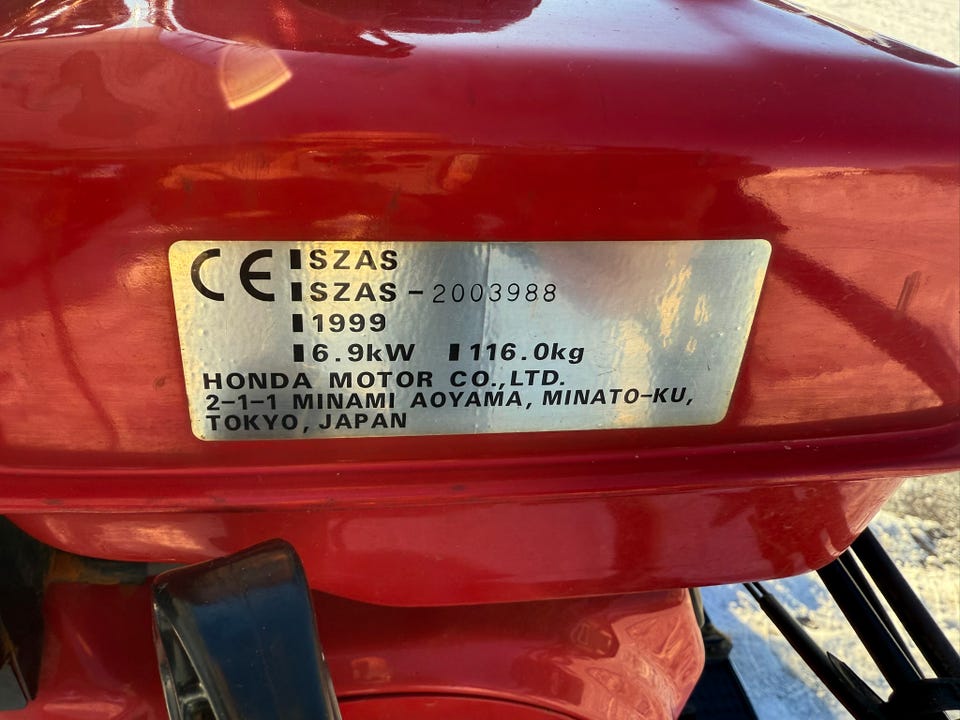 CE ▮SZAS
▮SZAS-2003988
▮1999
▮6.9kW ▮116.0kg
HONDA MOTOR CO.,LTD.
2-1-1 MINAMI AOYAMA, MINATO-KU,
TOKYO, JAPAN